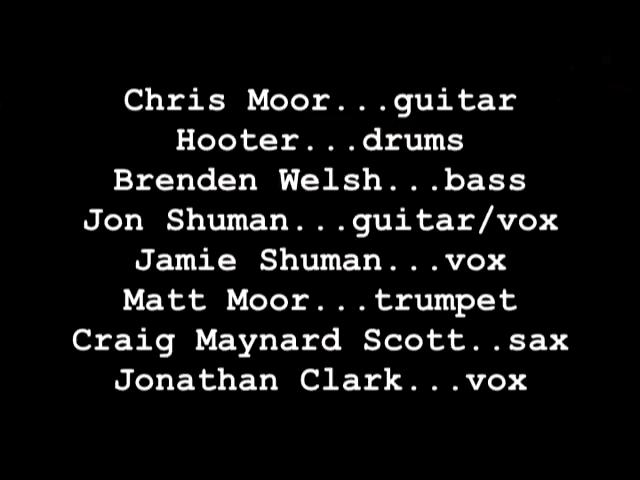 Chris Moor...guitar
Hooter...drums
Brenden Welsh...bass
Jon Shuman...guitar/vox
Jamie Shuman...vox
Matt Moor...trumpet
Craig Maynard Scott..sax
Jonathan Clark...vox